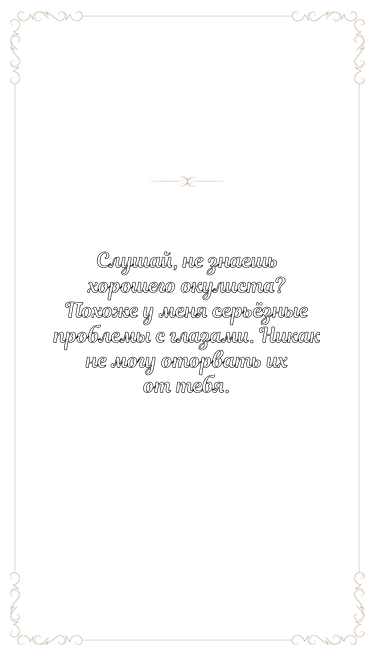 Слушай, не знаешь
хорошего окулиста?
Похоже у меня серьёзные
проблемы с глазами. Никак
не могу оторвать их
от тебя.